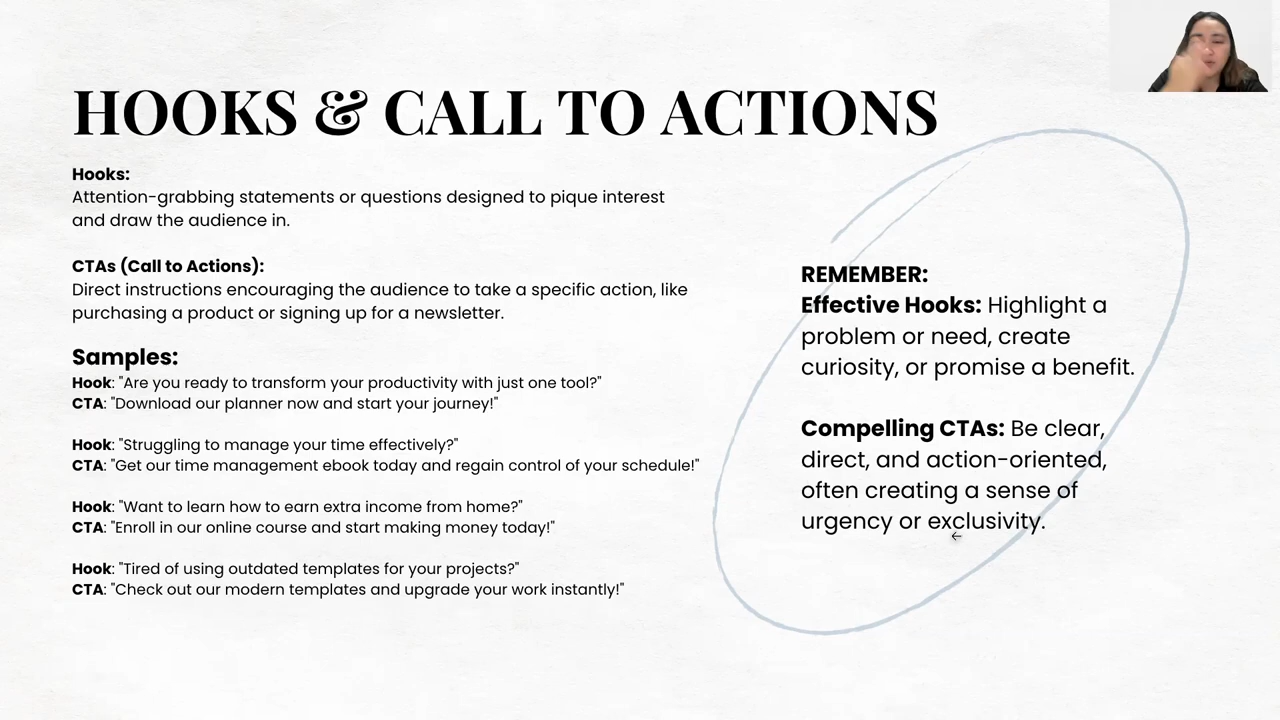 HOOKS & CALL TO ACTIONS
Hooks:
Attention-grabbing statements or questions designed to pique interest
and draw the audience in.
CTAs (Call to Actions):
Direct instructions encouraging the audience to take a specific action, like
purchasing a product or signing up for a newsletter.
Samples:
Hook: "Are you ready to transform your productivity with just one tool?"
CTA: "Download our planner now and start your journey!"
Hook: "Struggling to manage your time effectively?"
CTA: "Get our time management ebook today and regain control of your schedule!"
Hook: "Want to learn how to earn extra income from home?"
CTA: "Enroll in our online course and start making money today!"
Hook: "Tired of using outdated templates for your projects?"
CTA: "Check out our modern templates and upgrade your work instantly!"
REMEMBER:
Effective Hooks: Highlight a
problem or need, create
curiosity, or promise a benefit.
Compelling CTAs: Be clear,
direct, and action-oriented,
often creating a sense of
urgency or exclusivity.